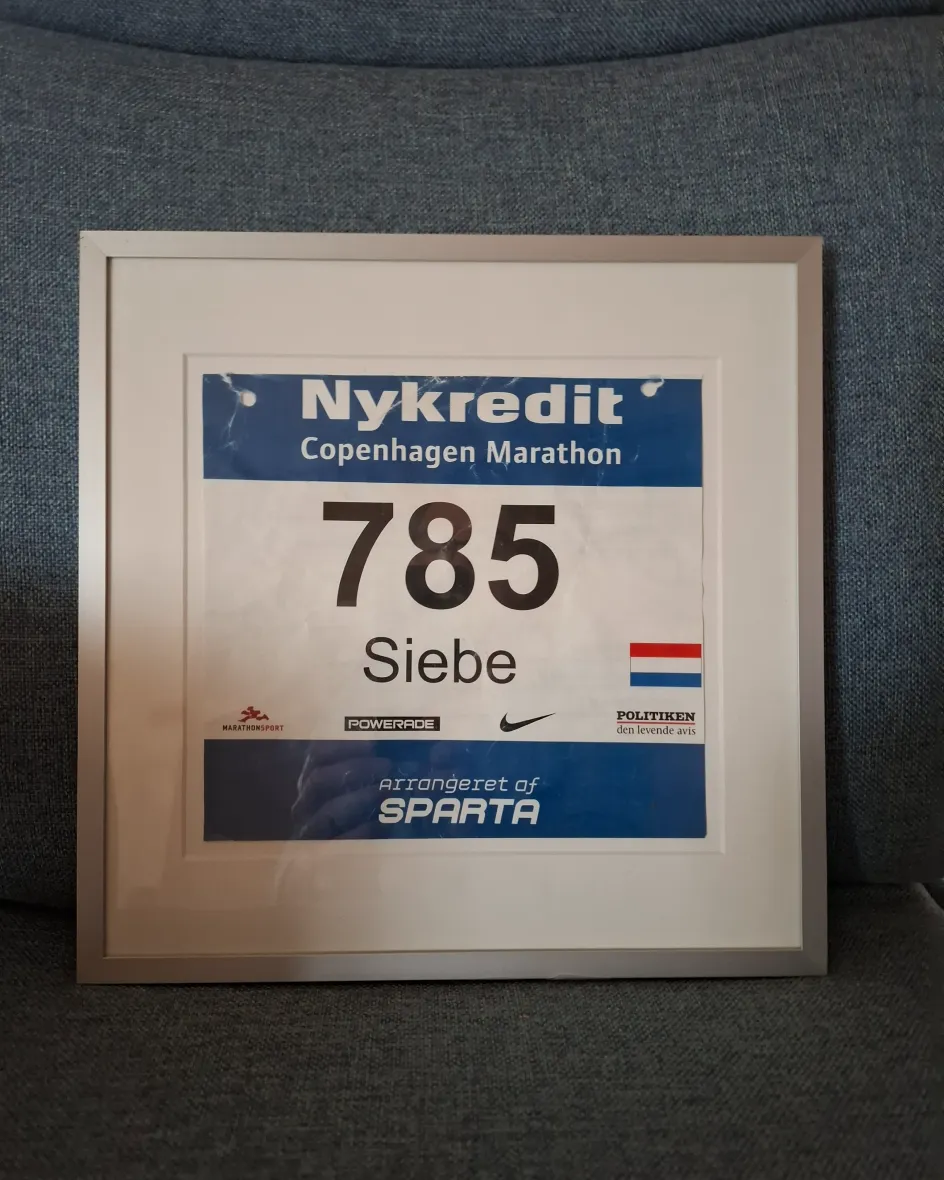 Nykredit
Copenhagen Marathon
785
Siebe
MARATHONSPORT
POWERADE
POLITIKEN
den levende avis
arrangeret af
SPARTA